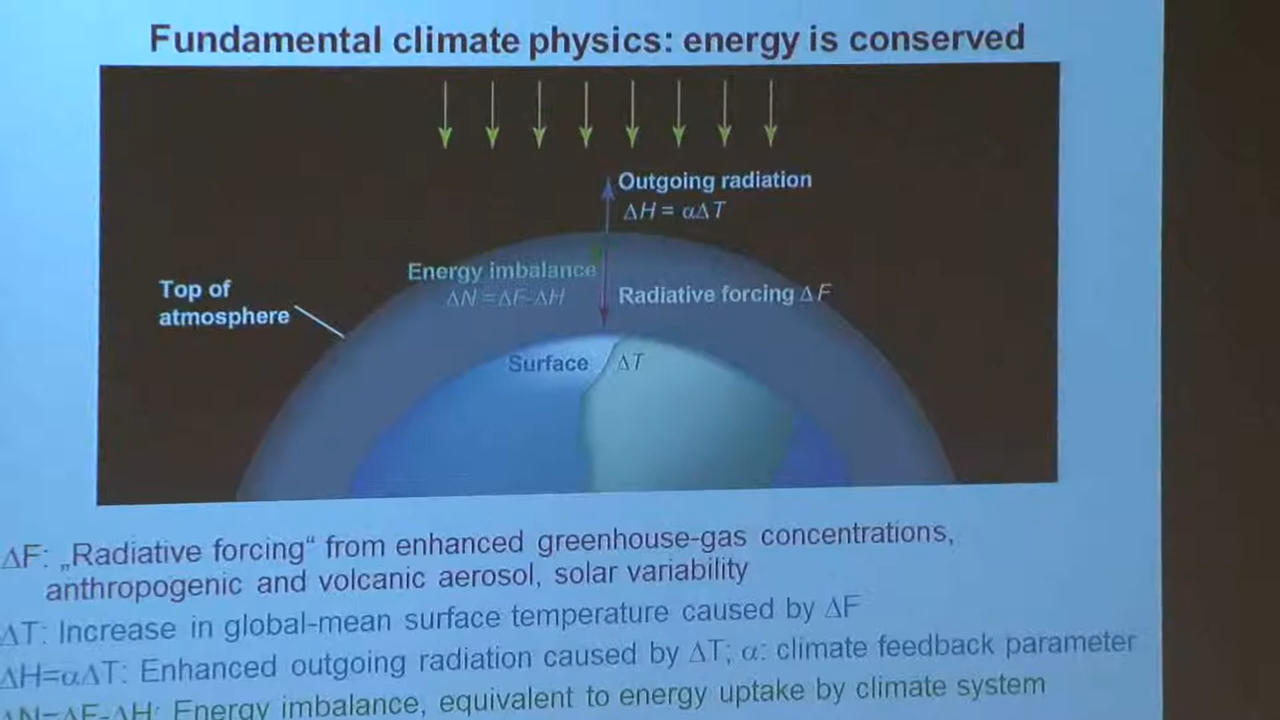 Fundamental climate physics: energy is conserved
Outgoing radiation
ΔH = αΔT
Energy imbalance
ΔN = ΔF-ΔH
Radiative forcing ΔF
Top of
atmosphere
Surface
ΔT
ΔF: „Radiative forcing“ from enhanced greenhouse-gas concentrations,
anthropogenic and volcanic aerosol, solar variability
ΔT: Increase in global-mean surface temperature caused by ΔF
ΔH=αΔT: Enhanced outgoing radiation caused by ΔT; α: climate feedback parameter
ΔN=ΔF-ΔH: Energy imbalance, equivalent to energy uptake by climate system